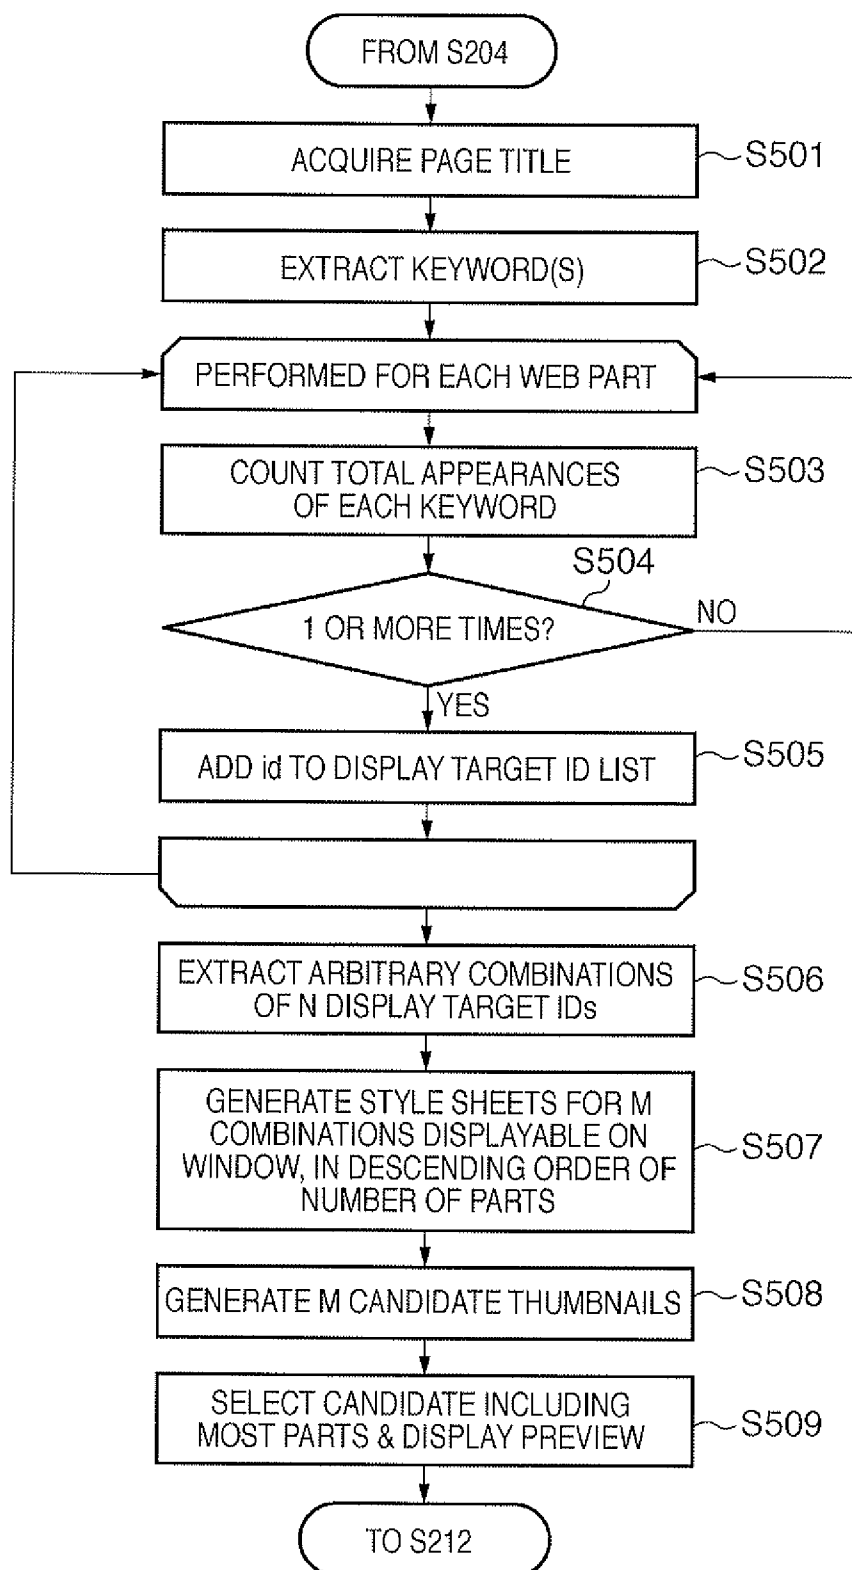 FROM S204
ACQUIRE PAGE TITLE
S501
EXTRACT KEYWORD(S)
S502
PERFORMED FOR EACH WEB PART
COUNT TOTAL APPEARANCES
OF EACH KEYWORD
S503
S504
1 OR MORE TIMES?
NO
YES
ADD id TO DISPLAY TARGET ID LIST
S505
EXTRACT ARBITRARY COMBINATIONS
OF N DISPLAY TARGET IDs
S506
GENERATE STYLE SHEETS FOR M
COMBINATIONS DISPLAYABLE ON
WINDOW, IN DESCENDING ORDER OF
NUMBER OF PARTS
S507
GENERATE M CANDIDATE THUMBNAILS
S508
SELECT CANDIDATE INCLUDING
MOST PARTS & DISPLAY PREVIEW
S509
TO S212